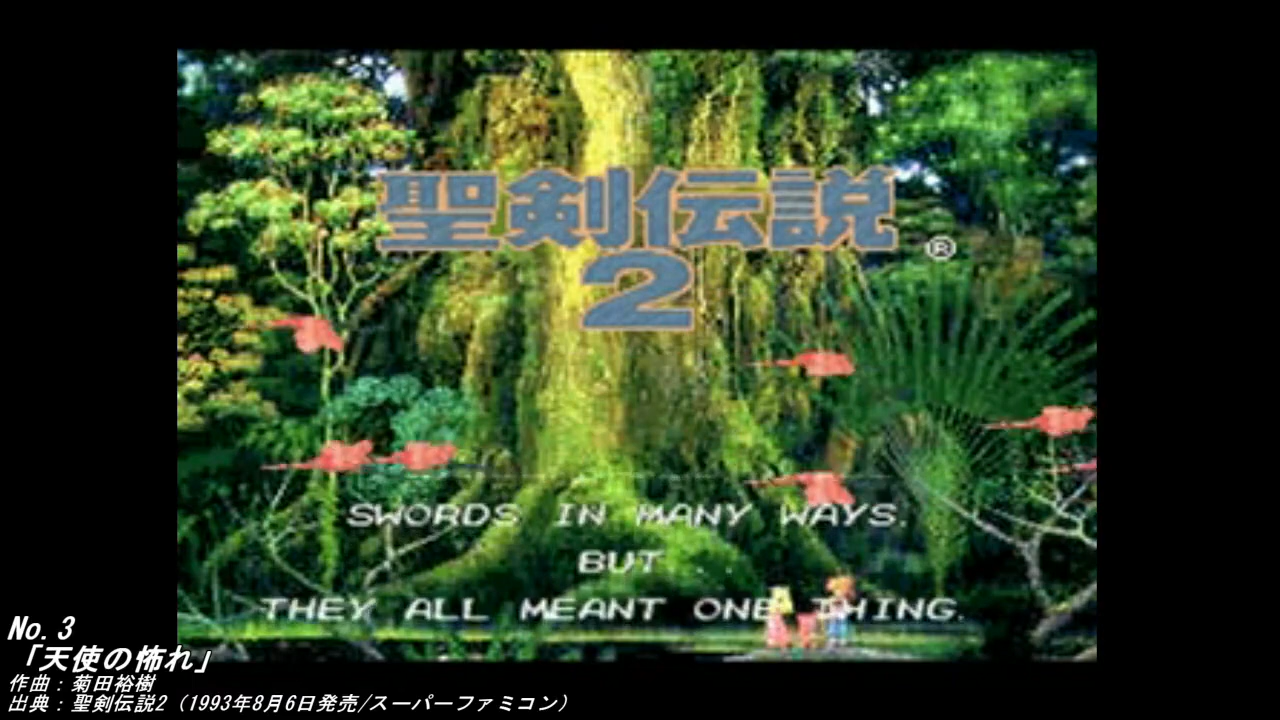 聖剣伝説
®
2
SWORDS IN MANY WAYS.
BUT ...
THEY ALL MEANT ONE THING.
No.3
「天使の怖れ」
作曲：菊田裕樹
出典：聖剣伝説2（1993年8月6日発売/スーパーファミコン）